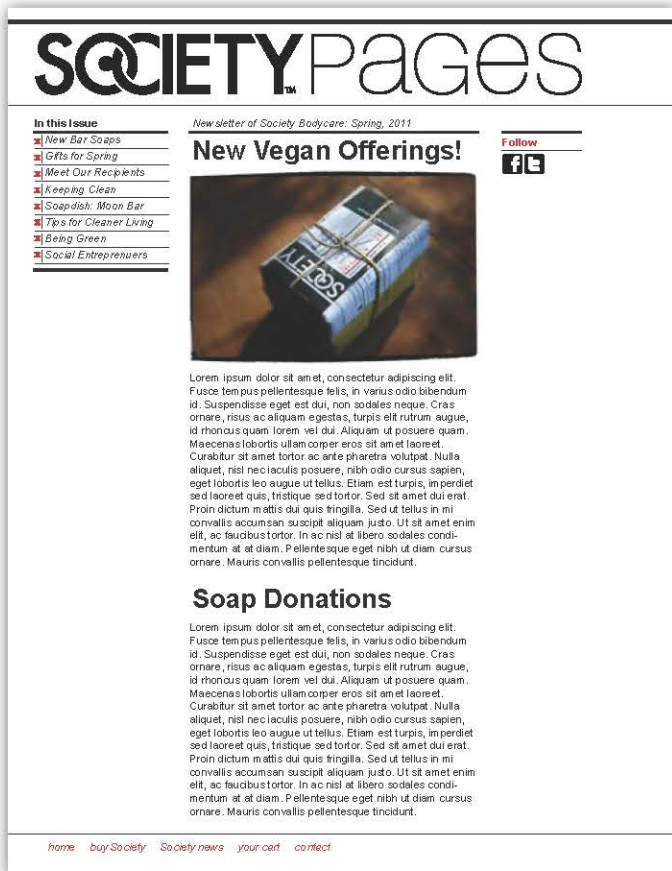 SOCIETY™PAGES
In this Issue
New Bar Soaps
Gifts for Spring
Meet Our Recipients
Keeping Clean
Soapdish: Moon Bar
Tips for Cleaner Living
Being Green
Social Entreprenuers
Newsletter of Society Bodycare: Spring, 2011
New Vegan Offerings!
SOCIETY
Lorem ipsum dolor sit amet, consectetur adipiscing elit.
Fusce tempus pellentesque felis, in varius odio bibendum
id. Suspendisse eget est dui, non sodales neque. Cras
ornare, risus ac aliquam egestas, turpis elit rutrum augue,
id rhoncus quam lorem vel dui. Aliquam ut posuere quam.
Maecenas lobortis ullamcorper eros sit amet laoreet.
Curabitur sit amet tortor ac ante pharetra volutpat. Nulla
aliquet, nisl nec iaculis posuere, nibh odio cursus sapien,
eget lobortis leo augue ut tellus. Etiam est turpis, imperdiet
sed laoreet quis, tristique sed tortor. Sed sit amet dui erat.
Proin dictum mattis dui quis fringilla. Sed ut tellus in mi
convallis accumsan suscipit aliquam justo. Ut sit amet enim
elit, ac faucibus tortor. In ac nisl at libero sodales condi-
mentum at at diam. Pellentesque eget nibh ut diam cursus
ornare. Mauris convallis pellentesque tincidunt.
Soap Donations
Lorem ipsum dolor sit amet, consectetur adipiscing elit.
Fusce tempus pellentesque felis, in varius odio bibendum
id. Suspendisse eget est dui, non sodales neque. Cras
ornare, risus ac aliquam egestas, turpis elit rutrum augue,
id rhoncus quam lorem vel dui. Aliquam ut posuere quam.
Maecenas lobortis ullamcorper eros sit amet laoreet.
Curabitur sit amet tortor ac ante pharetra volutpat. Nulla
aliquet, nisl nec iaculis posuere, nibh odio cursus sapien,
eget lobortis leo augue ut tellus. Etiam est turpis, imperdiet
sed laoreet quis, tristique sed tortor. Sed sit amet dui erat.
Proin dictum mattis dui quis fringilla. Sed ut tellus in mi
convallis accumsan suscipit aliquam justo. Ut sit amet enim
elit, ac faucibus tortor. In ac nisl at libero sodales condi-
mentum at at diam. Pellentesque eget nibh ut diam cursus
ornare. Mauris convallis pellentesque tincidunt.
Follow
f t
home buy Society Society news your cart contact